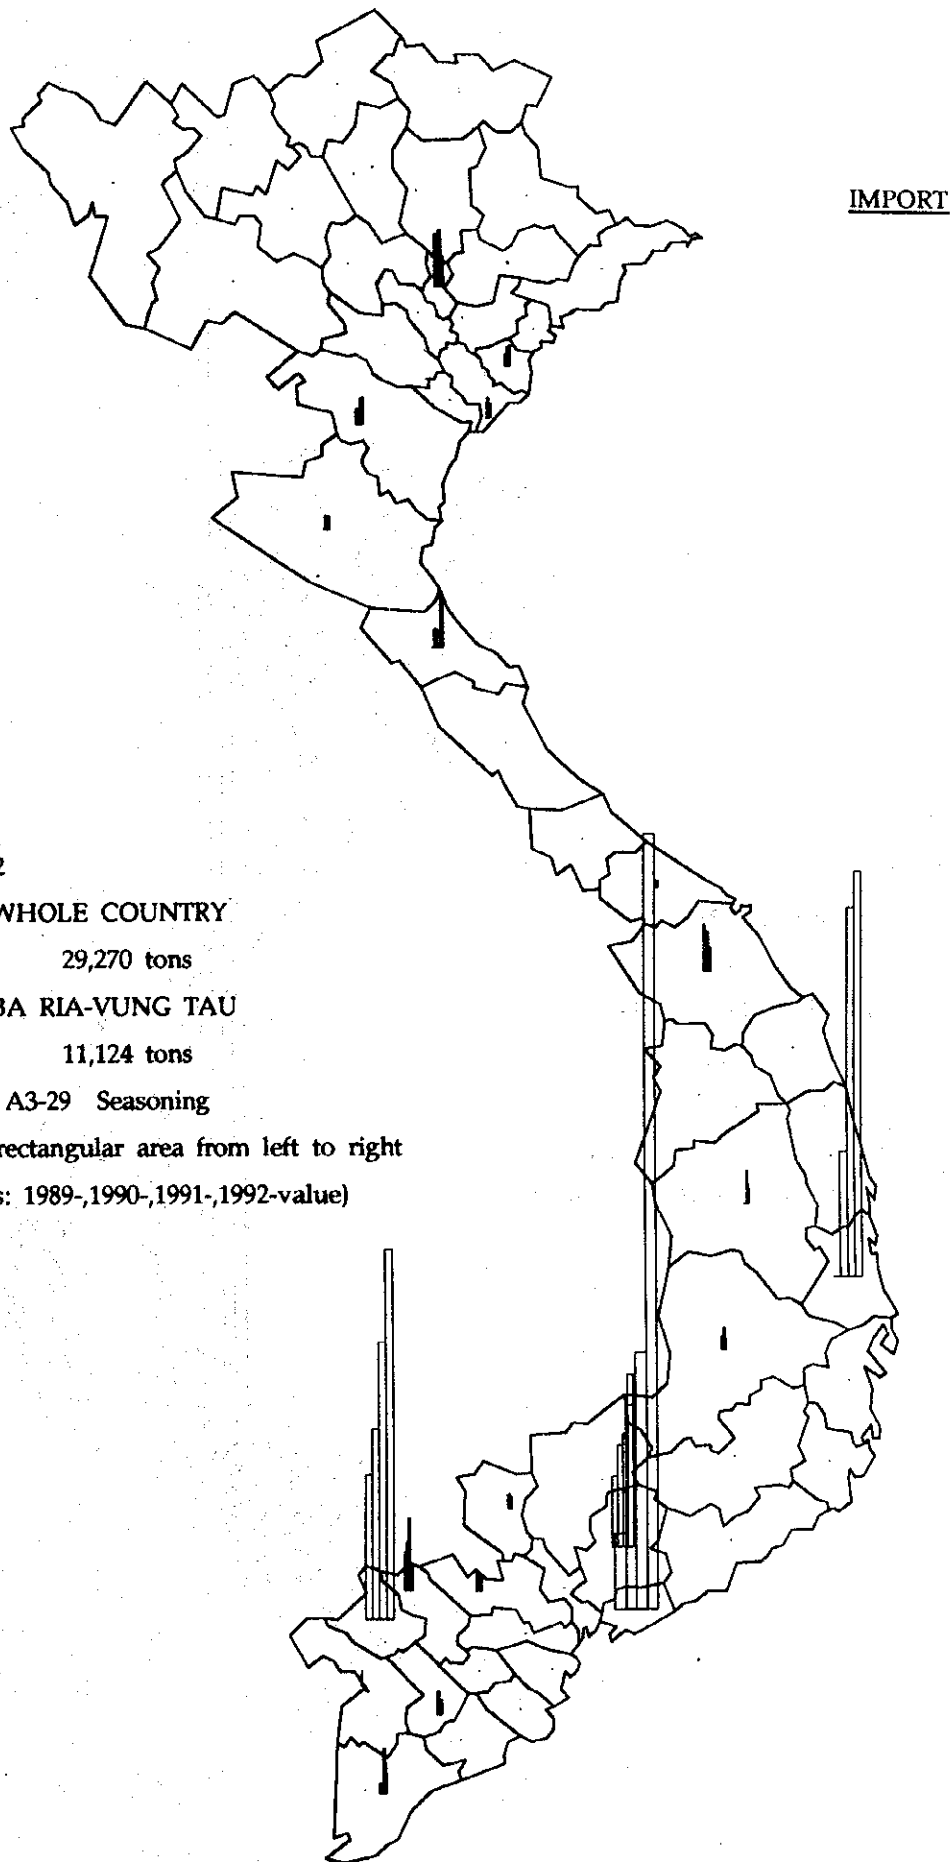 IMPORT
2
WHOLE COUNTRY
29,270 tons
BA RIA-VUNG TAU
11,124 tons
A3-29 Seasoning
rectangular area from left to right
s: 1989-,1990-,1991-,1992-value)